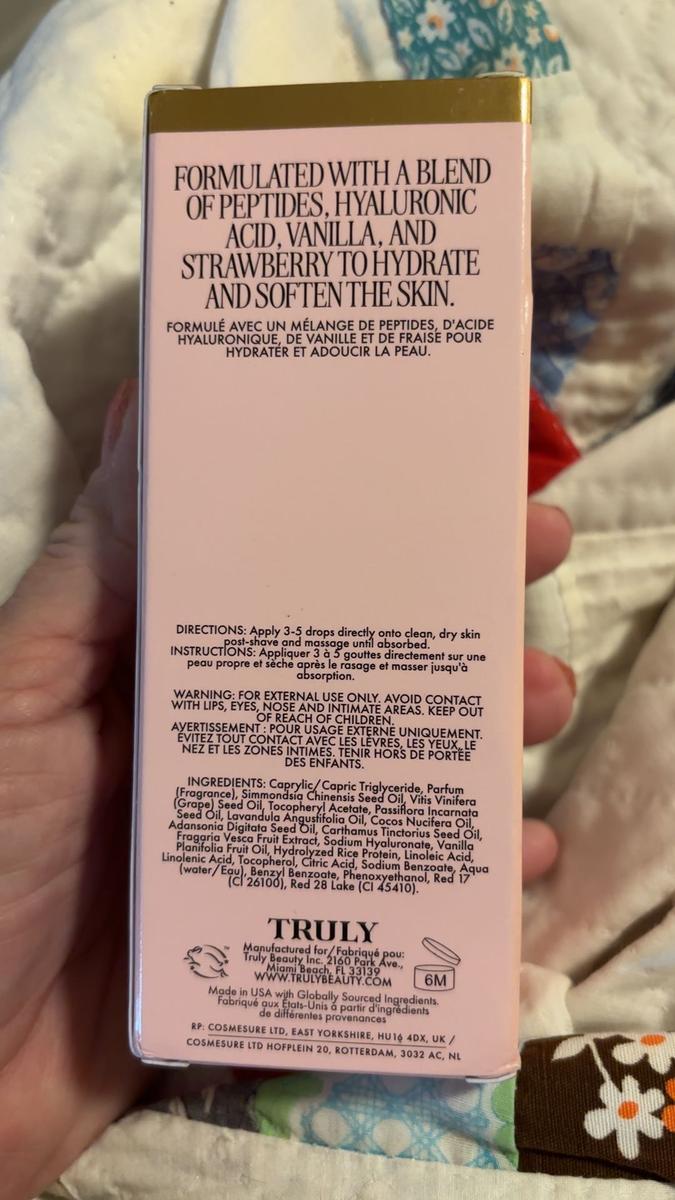 FORMULATED WITH A BLEND
OF PEPTIDES, HYALURONIC
ACID, VANILLA, AND
STRAWBERRY TO HYDRATE
AND SOFTEN THE SKIN.
FORMULÉ AVEC UN MÉLANGE DE PEPTIDES, D'ACIDE
HYALURONIQUE, DE VANILLE ET DE FRAISE POUR
HYDRATER ET ADOUCIR LA PEAU.
DIRECTIONS: Apply 3-5 drops directly onto clean, dry skin
post-shave and massage until absorbed.
INSTRUCTIONS: Appliquer 3 à 5 gouttes directement sur une
peau propre et sèche après le rasage et masser jusqu'à
absorption.
WARNING: FOR EXTERNAL USE ONLY. AVOID CONTACT
WITH LIPS, EYES, NOSE AND INTIMATE AREAS. KEEP OUT
OF REACH OF CHILDREN.
AVERTISSEMENT : POUR USAGE EXTERNE UNIQUEMENT.
ÉVITEZ TOUT CONTACT AVEC LES LÈVRES, LES YEUX, LE
NEZ ET LES ZONES INTIMES. TENIR HORS DE PORTÉE
DES ENFANTS.
INGREDIENTS: Caprylic/Capric Triglyceride, Parfum
(Fragrance), Simmondsia Chinensis Seed Oil, Vitis Vinifera
(Grape) Seed Oil, Tocopheryl Acetate, Passiflora Incarnata
Seed Oil, Lavandula Angustifolia Oil, Cocos Nucifera Oil,
Adansonia Digitata Seed Oil, Carthamus Tinctorius Seed Oil,
Fragaria Vesca Fruit Extract, Sodium Hyaluronate, Vanilla
Planifolia Fruit Oil, Hydrolyzed Rice Protein, Linoleic Acid,
Linolenic Acid, Tocopherol, Citric Acid, Sodium Benzoate, Aqua
(water/Eau), Benzyl Benzoate, Phenoxyethanol, Red 17
(CI 26100), Red 28 Lake (CI 45410).
TRULY
Manufactured for/Fabriqué pou:
Truly Beauty Inc. 2160 Park Ave.,
Miami Beach, FL 33139
WWW.TRULYBEAUTY.COM
6M
Made in USA with Globally Sourced Ingredients.
Fabriqué aux États-Unis à partir d'ingrédients
de différentes provenances
RP: COSMESURE LTD, EAST YORKSHIRE, HU16 4DX, UK /
COSMESURE LTD HOFPLEIN 20, ROTTERDAM, 3032 AC, NL